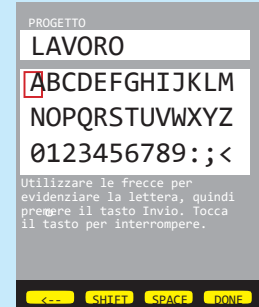 PROGETTO
LAVORO
ABCDEFGHIJKLM
NOPQRSTUVWXYZ
0123456789:;<
Utilizzare le frecce per
evidenziare la lettera, quindi
premere il tasto Invio. Tocca
il tasto per interrompere.
<-- SHIFT SPACE DONE